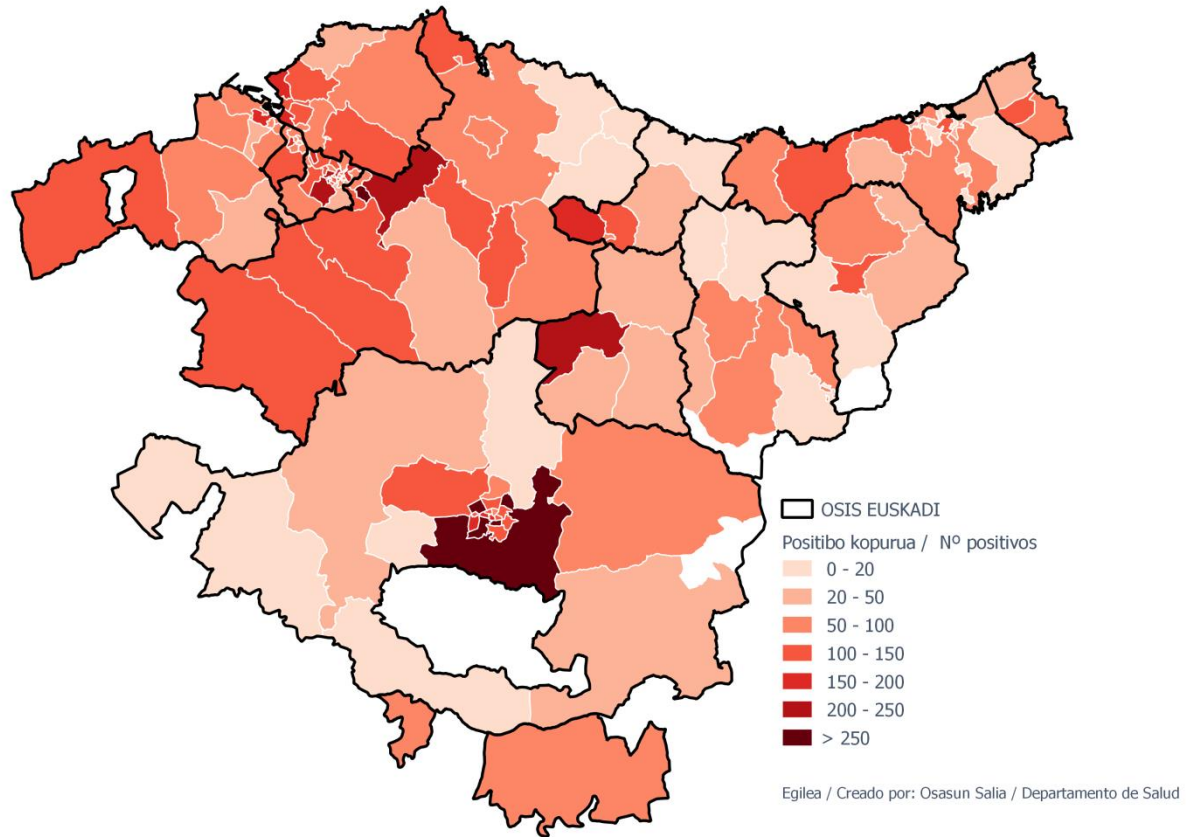 OSIS EUSKADI
Positibo kopurua / Nº positivos
0 - 20
20 - 50
50 - 100
100 - 150
150 - 200
200 - 250
> 250
Egilea / Creado por: Osasun Salia / Departamento de Salud